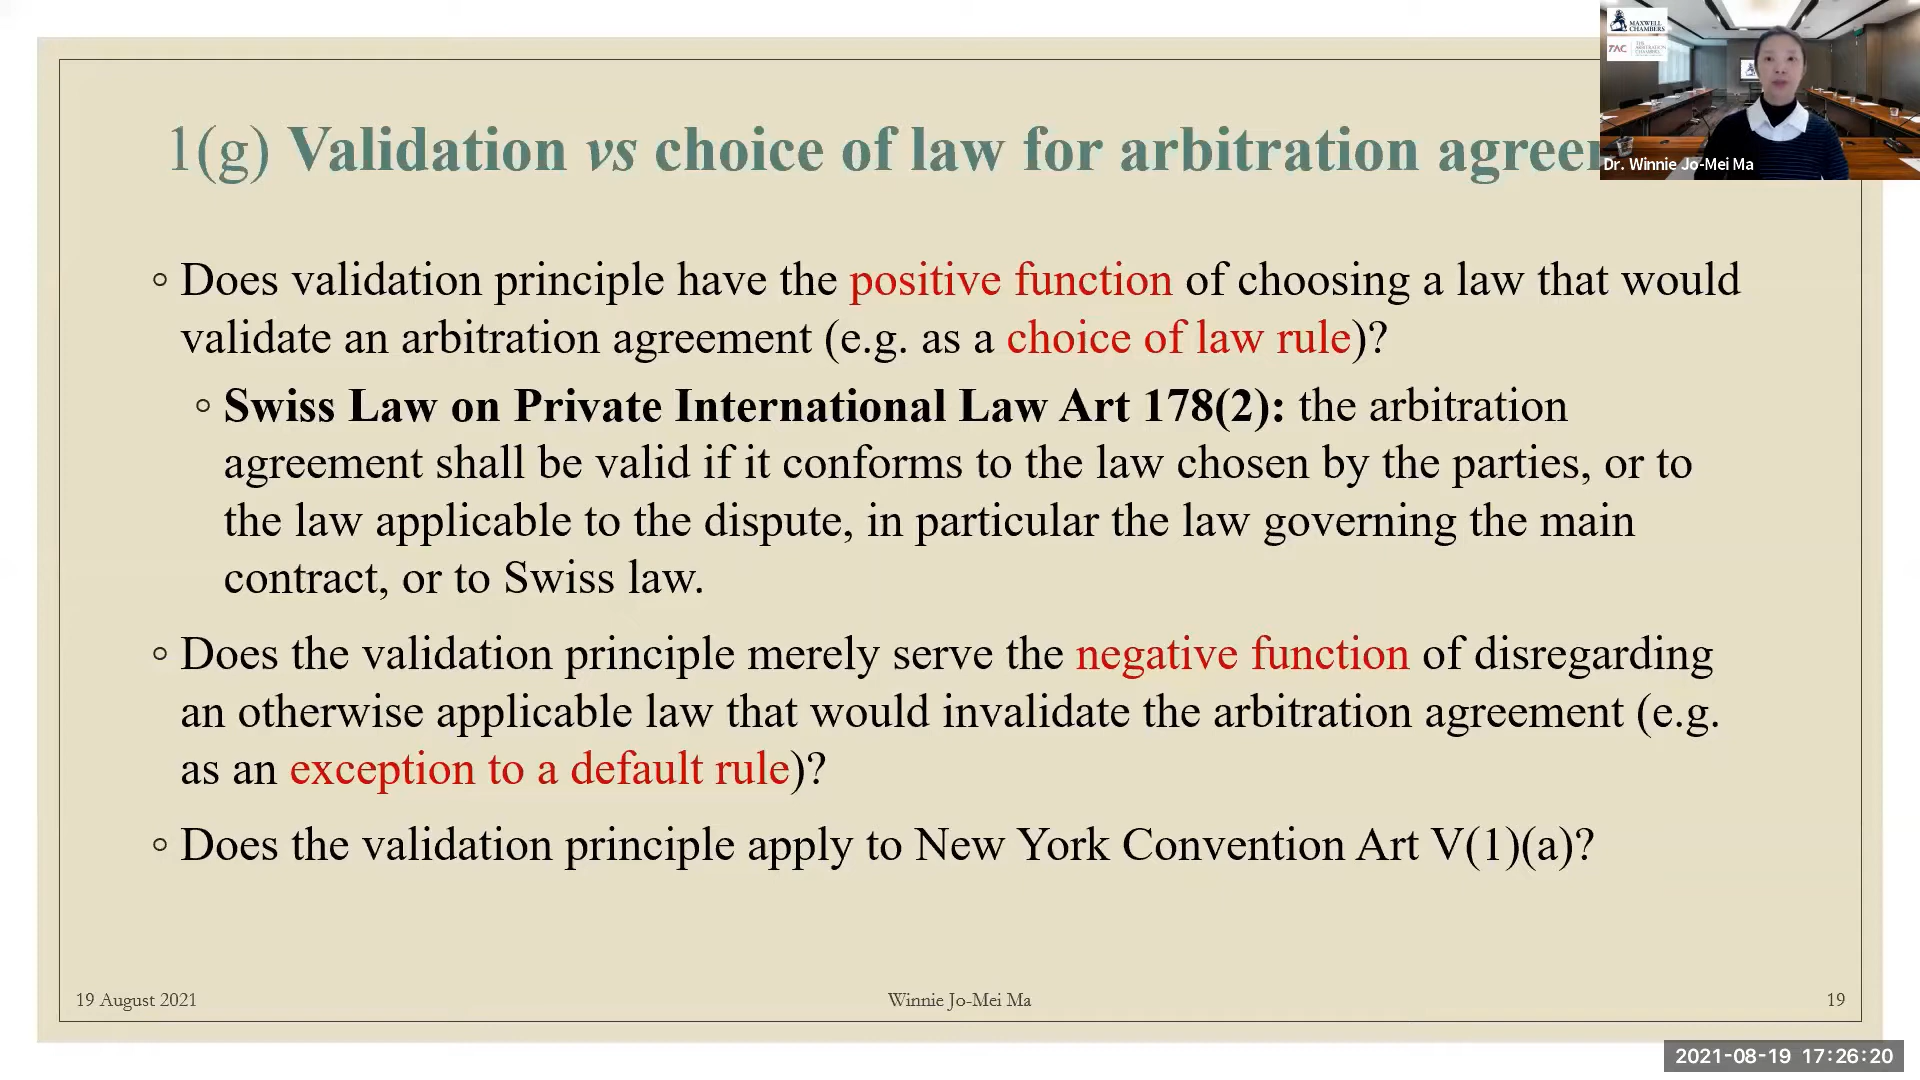 1(g) Validation vs choice of law for arbitration agreem
Does validation principle have the positive function of choosing a law that would
validate an arbitration agreement (e.g. as a choice of law rule)?
Swiss Law on Private International Law Art 178(2): the arbitration
agreement shall be valid if it conforms to the law chosen by the parties, or to
the law applicable to the dispute, in particular the law governing the main
contract, or to Swiss law.
Does the validation principle merely serve the negative function of disregarding
an otherwise applicable law that would invalidate the arbitration agreement (e.g.
as an exception to a default rule)?
Does the validation principle apply to New York Convention Art V(1)(a)?
19 August 2021
Winnie Jo-Mei Ma
19
MAXWELL
CHAMBERS
TAC
Dr. Winnie Jo-Mei Ma
2021-08-19 17:26:20